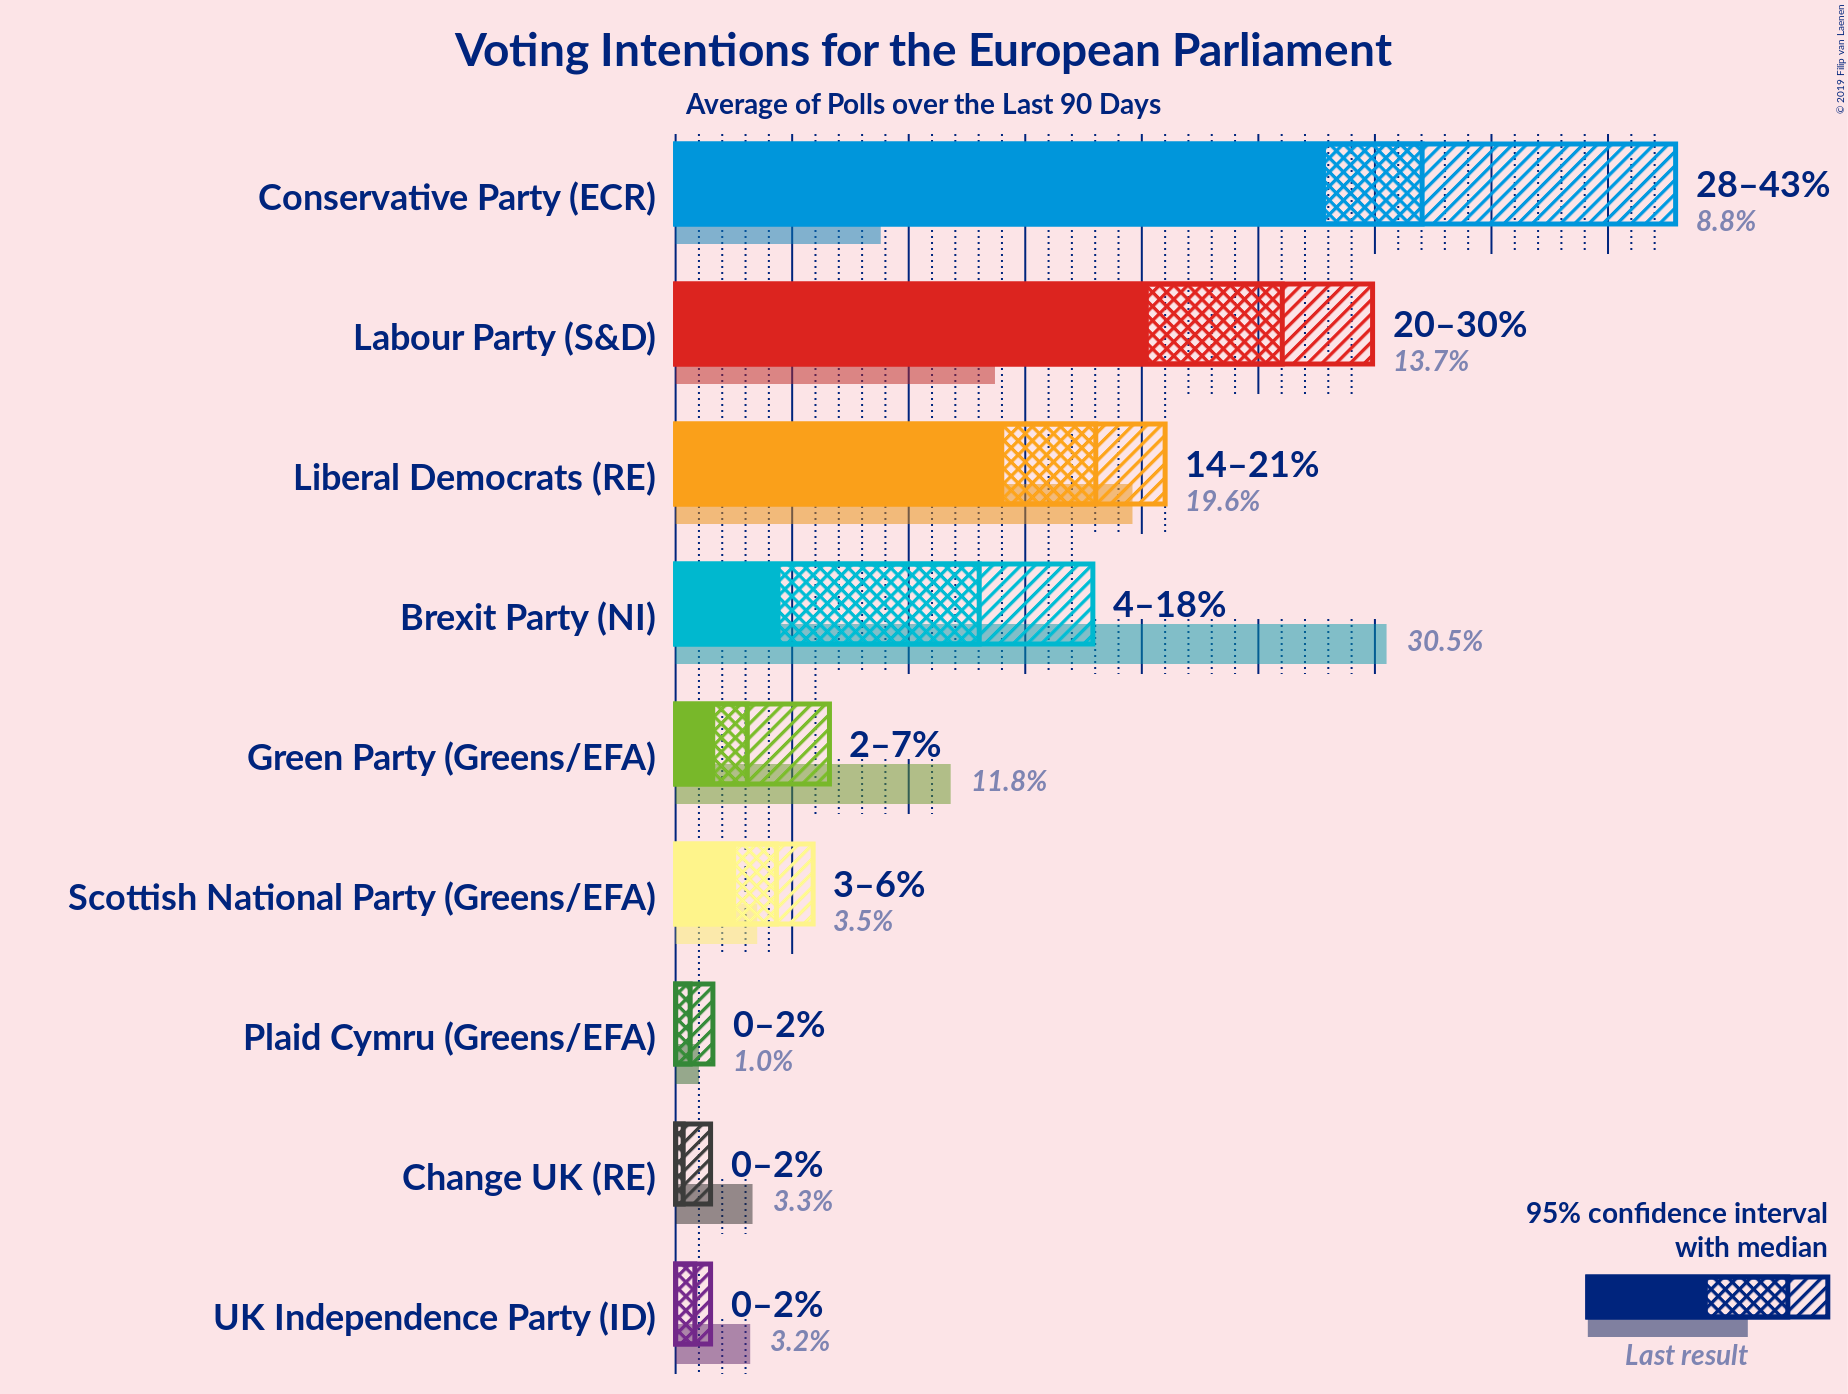 Voting Intentions for the European Parliament
Average of Polls over the Last 90 Days
© 2019 Filip van Laenen
Conservative Party (ECR)
28–43%
8.8%
Labour Party (S&D)
20–30%
13.7%
Liberal Democrats (RE)
14–21%
19.6%
Brexit Party (NI)
4–18%
30.5%
Green Party (Greens/EFA)
2–7%
11.8%
Scottish National Party (Greens/EFA)
3–6%
3.5%
Plaid Cymru (Greens/EFA)
0–2%
1.0%
Change UK (RE)
0–2%
3.3%
UK Independence Party (ID)
0–2%
3.2%
95% confidence interval
with median
Last result